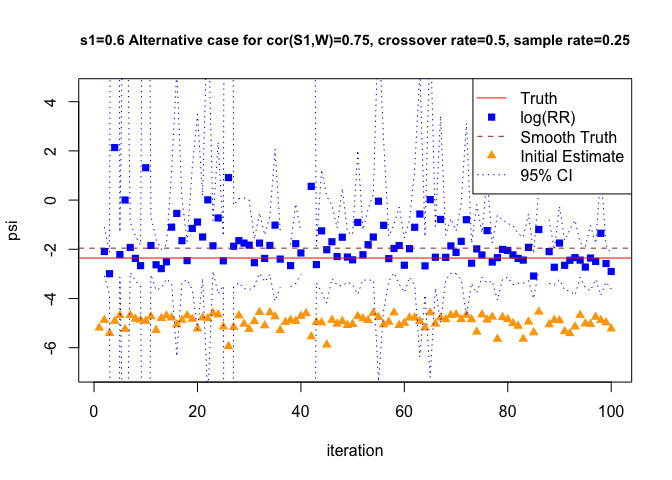 s1=0.6 Alternative case for cor(S1,W)=0.75, crossover rate=0.5, sample rate=0.25
Truth
log(RR)
Smooth Truth
Initial Estimate
95% CI
psi
4
2
0
-2
-4
-6
0
20
40
60
80
100
iteration